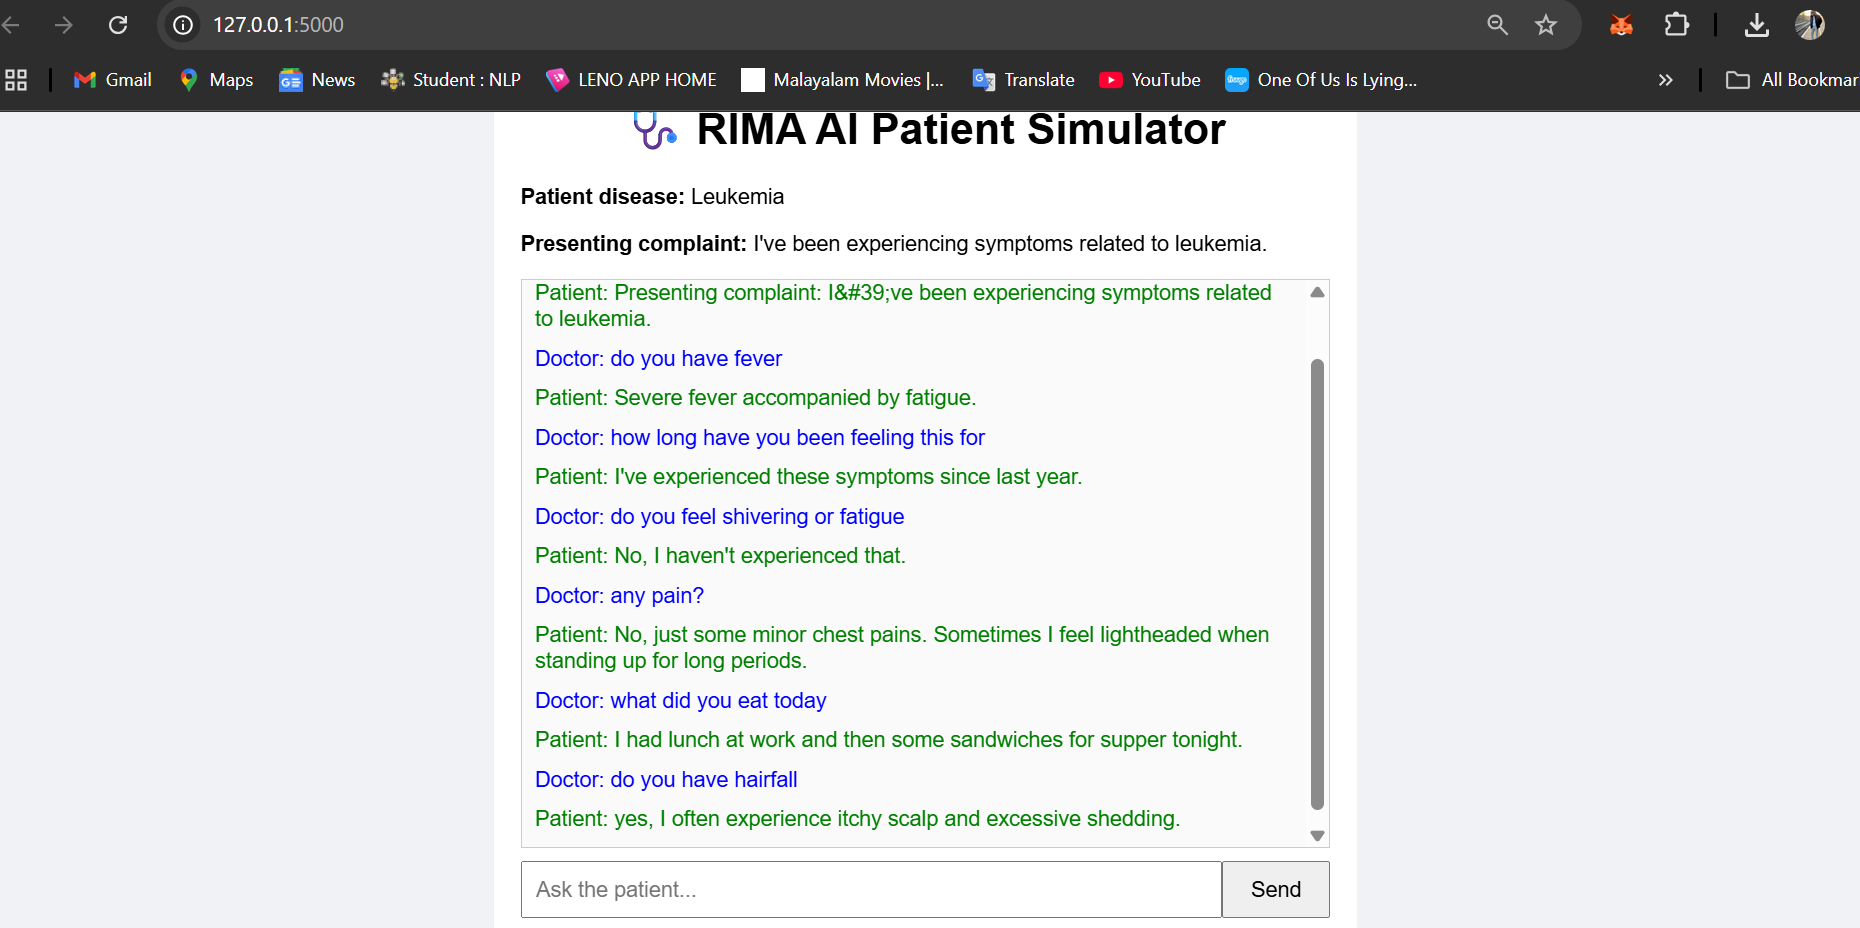 127.0.0.1:5000
Gmail
Maps
News
Student : NLP
LENO APP HOME
Malayalam Movies |...
Translate
YouTube
One Of Us Is Lying...
»
All Bookmar
RIMA AI Patient Simulator
Patient disease: Leukemia
Presenting complaint: I've been experiencing symptoms related to leukemia.
Patient: Presenting complaint: I&#39;ve been experiencing symptoms related
to leukemia.
Doctor: do you have fever
Patient: Severe fever accompanied by fatigue.
Doctor: how long have you been feeling this for
Patient: I've experienced these symptoms since last year.
Doctor: do you feel shivering or fatigue
Patient: No, I haven't experienced that.
Doctor: any pain?
Patient: No, just some minor chest pains. Sometimes I feel lightheaded when
standing up for long periods.
Doctor: what did you eat today
Patient: I had lunch at work and then some sandwiches for supper tonight.
Doctor: do you have hairfall
Patient: yes, I often experience itchy scalp and excessive shedding.
Ask the patient...
Send